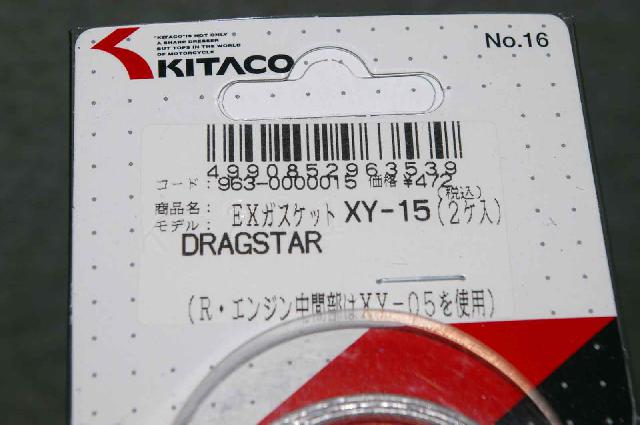 "KITACO" IS NOT ONLY
A SHARP DRESSER
BUT TOPS IN THE WORLD
OF MOTORCYCLE
KITACO
No.16
4990852963539
コード: 963-0000015 価格 ¥472
(税込)
商品名: EXガスケット XY-15 (2ケ入)
モデル: DRAGSTAR
(R・エンジン中間部はXY-05を使用)